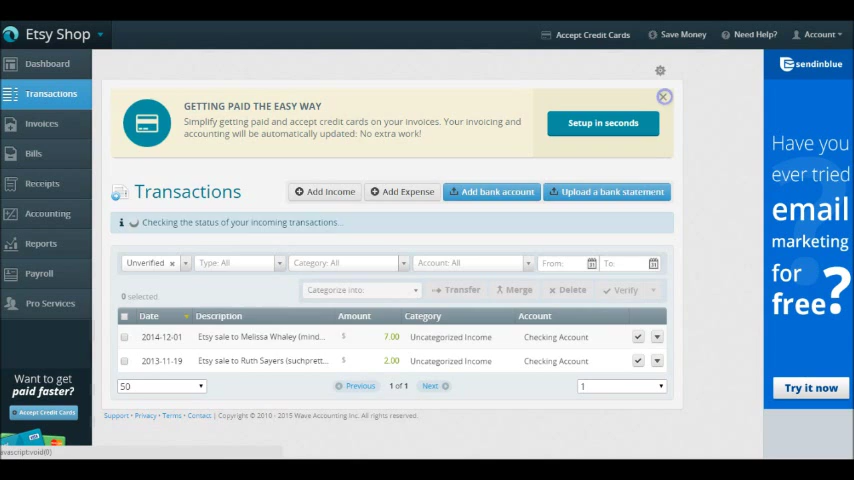 Etsy Shop
Accept Credit Cards
Save Money
Need Help?
Account
Dashboard
Transactions
Invoices
Bills
Receipts
Accounting
Reports
Payroll
Pro Services
Want to get
paid faster?
Accept Credit Cards
avascript:void(0)
GETTING PAID THE EASY WAY
Simplify getting paid and accept credit cards on your invoices. Your invoicing and
accounting will be automatically updated: No extra work!
Setup in seconds
Transactions
Add Income
Add Expense
Add bank account
Upload a bank statement
Checking the status of your incoming transactions...
Unverified
Type: All
Category: All
Account: All
From:
To:
0 selected
Categorize into:
Transfer
Merge
Delete
Verify
Date Description Amount Category Account
2014-12-01 Etsy sale to Melissa Whaley (mind... $ 7.00 Uncategorized Income Checking Account
2013-11-19 Etsy sale to Ruth Sayers (suchprett... $ 2.00 Uncategorized Income Checking Account
50
Previous 1 of 1 Next
1
Support • Privacy • Terms • Contact | Copyright © 2010 - 2015 Wave Accounting Inc. All rights reserved.
sendinblue
Have you
ever tried
email
marketing
for
free?
Try it now